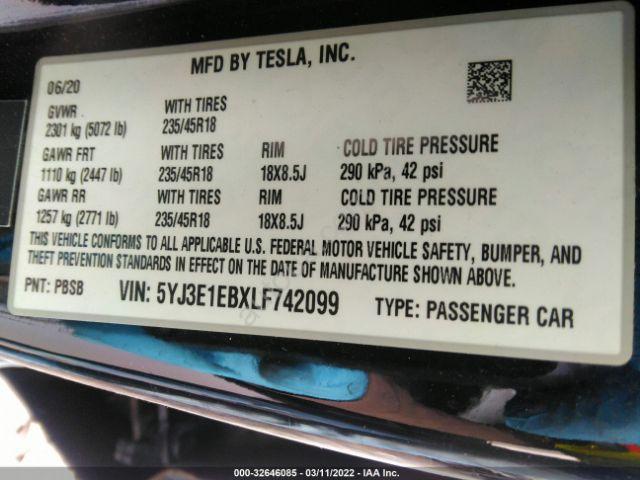 MFD BY TESLA, INC.
06/20
GVWR WITH TIRES
2301 kg (5072 lb) 235/45R18
GAWR FRT WITH TIRES RIM COLD TIRE PRESSURE
1110 kg (2447 lb) 235/45R18 18X8.5J 290 kPa, 42 psi
GAWR RR WITH TIRES RIM COLD TIRE PRESSURE
1257 kg (2771 lb) 235/45R18 18X8.5J 290 kPa, 42 psi
THIS VEHICLE CONFORMS TO ALL APPLICABLE U.S. FEDERAL MOTOR VEHICLE SAFETY, BUMPER, AND
THEFT PREVENTION STANDARDS IN EFFECT ON THE DATE OF MANUFACTURE SHOWN ABOVE.
PNT: PBSB VIN: 5YJ3E1EBXLF742099 TYPE: PASSENGER CAR
000-32646085 - 03/11/2022 - IAA Inc.